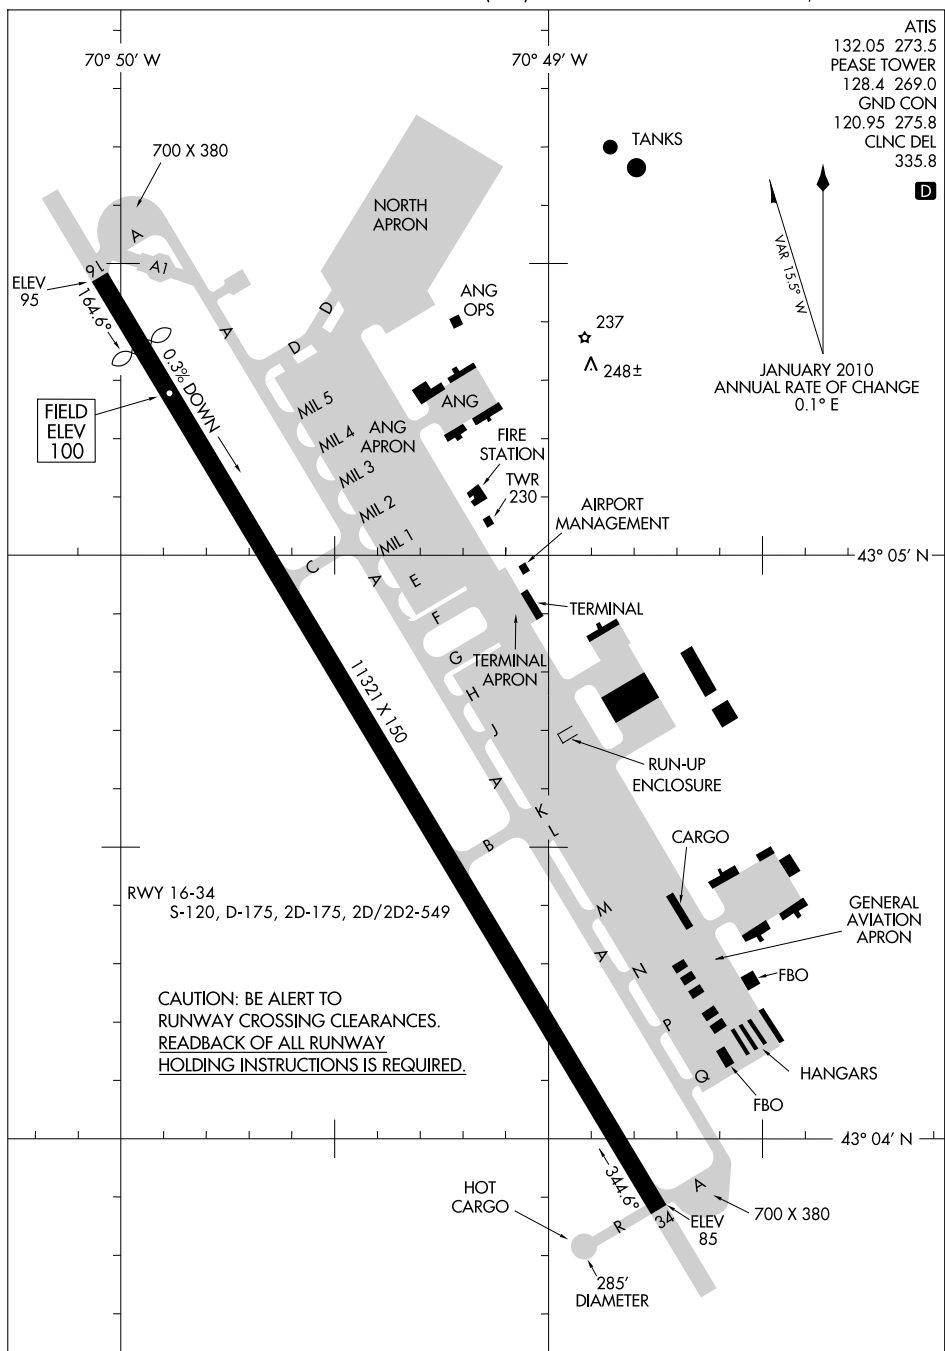 ATIS
132.05 273.5
PEASE TOWER
128.4 269.0
GND CON
120.95 275.8
CLNC DEL
335.8
D
70° 50' W
70° 49' W
700 X 380
TANKS
NORTH
APRON
VAR 15.5° W
JANUARY 2010
ANNUAL RATE OF CHANGE
0.1° E
A
A1
16
ELEV
95
164.6°
A
D
D
ANG
OPS
237
248±
0.3% DOWN
FIELD
ELEV
100
MIL 5
MIL 4
MIL 3
MIL 2
MIL 1
ANG
APRON
ANG
FIRE
STATION
TWR
230
AIRPORT
MANAGEMENT
43° 05' N
C
A
E
F
G
H
J
A
K
L
B
TERMINAL
TERMINAL
APRON
11321 X 150
RUN-UP
ENCLOSURE
CARGO
RWY 16-34
S-120, D-175, 2D-175, 2D/2D2-549
M
A
N
P
Q
GENERAL
AVIATION
APRON
FBO
CAUTION: BE ALERT TO
RUNWAY CROSSING CLEARANCES.
READBACK OF ALL RUNWAY
HOLDING INSTRUCTIONS IS REQUIRED.
HANGARS
FBO
43° 04' N
344.6°
HOT
CARGO
A
R
34
ELEV
85
700 X 380
285'
DIAMETER